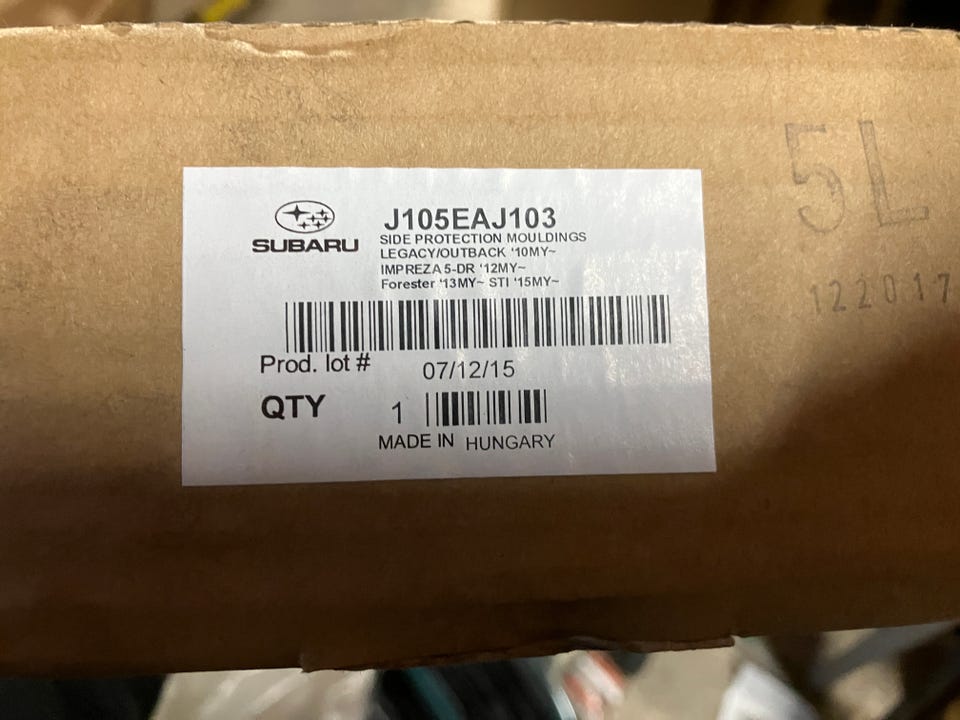 SUBARU
J105EAJ103
SIDE PROTECTION MOULDINGS
LEGACY/OUTBACK '10MY~
IMPREZA 5-DR '12MY~
Forester '13MY~ STI '15MY~
Prod. lot # 07/12/15
QTY 1
MADE IN HUNGARY
5L
122017